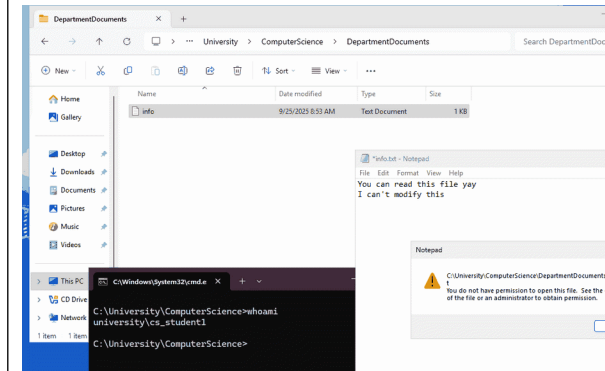 DepartmentDocuments
University > ComputerScience > DepartmentDocuments
Search DepartmentDoc
New
Sort
View
Name
Date modified
Type
Size
info
9/25/2025 8:53 AM
Text Document
1 KB
Home
Gallery
Desktop
Downloads
Documents
Pictures
Music
Videos
This PC
CD Drive
Network
1 item
1 item
*info.txt - Notepad
File Edit Format View Help
You can read this file yay
I can't modify this
Notepad
C:\University\ComputerScience\DepartmentDocuments
t
You do not have permission to open this file. See the
of the file or an administrator to obtain permission.
C:\Windows\System32\cmd.e
C:\University\ComputerScience>whoami
university\cs_student1
C:\University\ComputerScience>